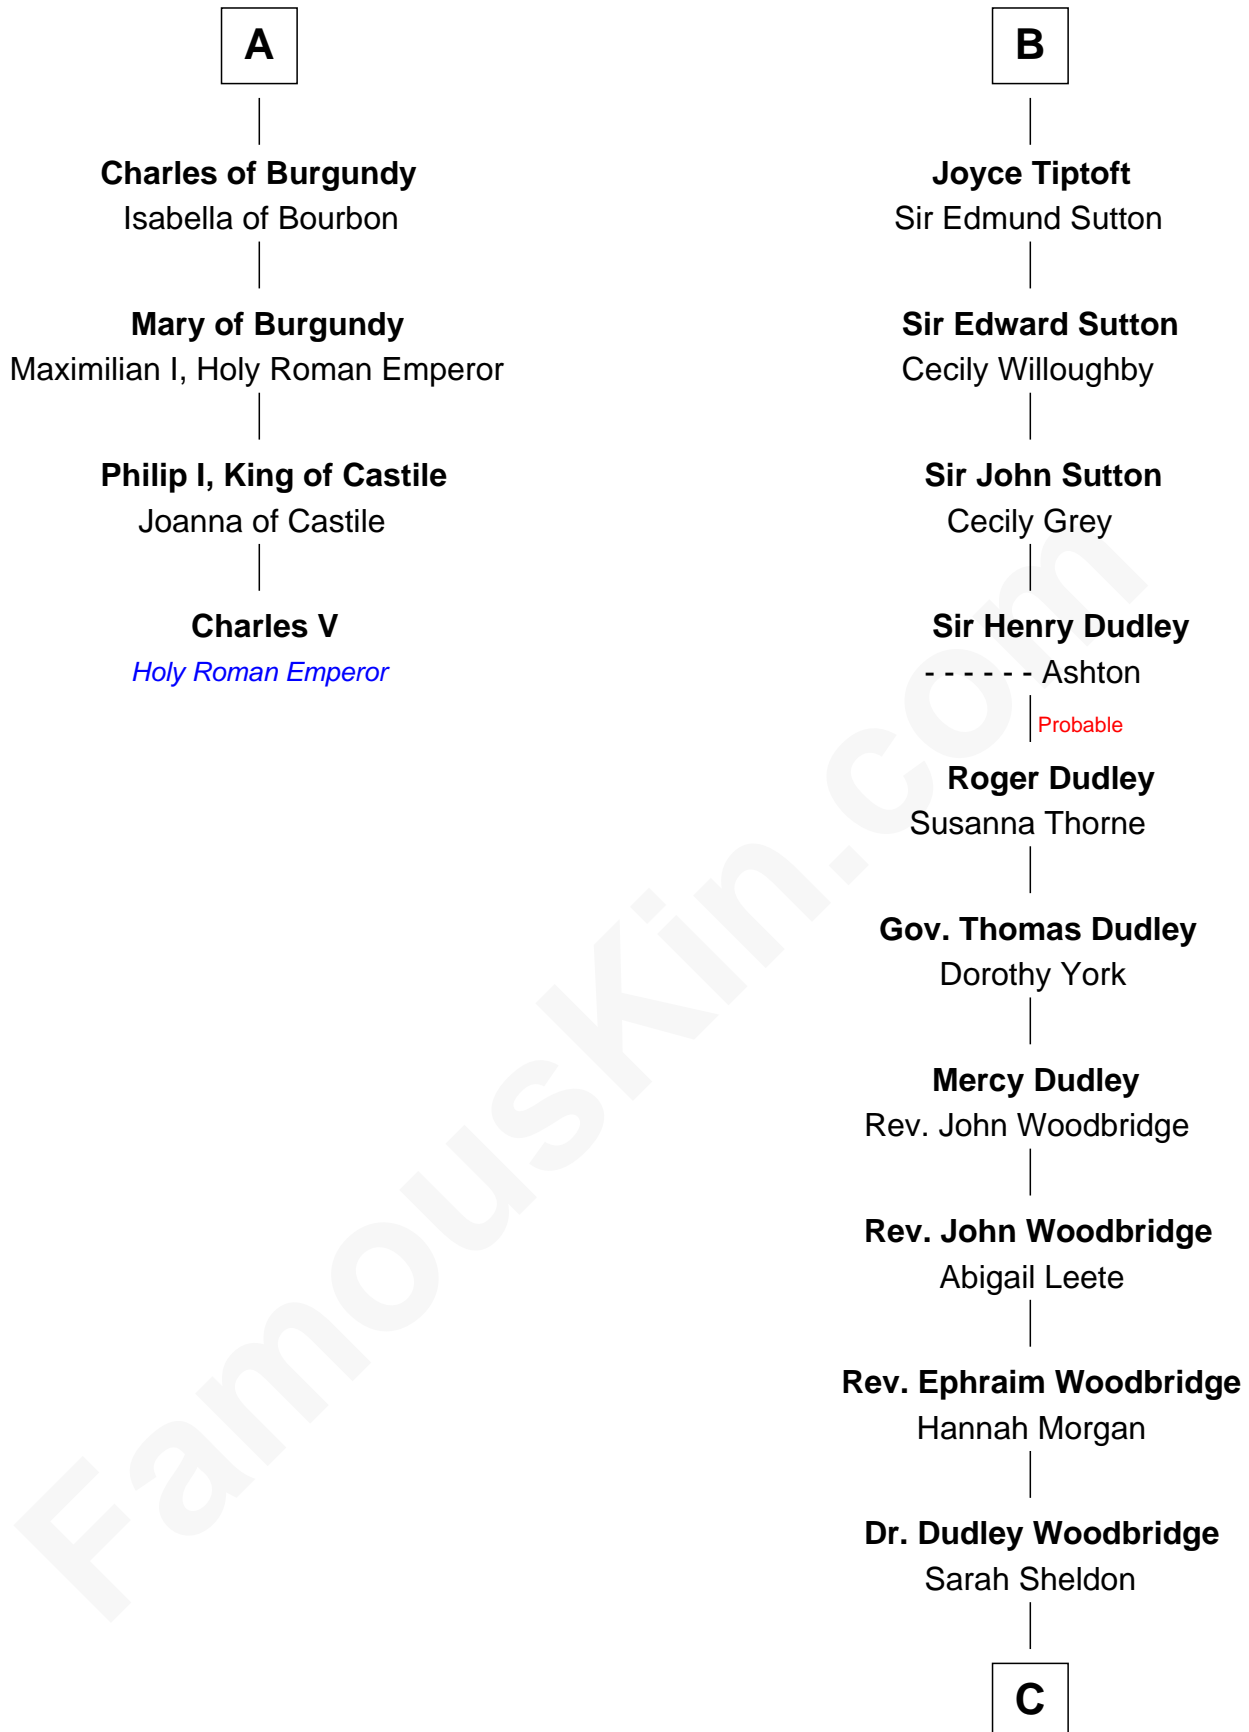 A
Charles of Burgundy
Isabella of Bourbon
Mary of Burgundy
Maximilian I, Holy Roman Emperor
Philip I, King of Castile
Joanna of Castile
Charles V
Holy Roman Emperor
B
Joyce Tiptoft
Sir Edmund Sutton
Sir Edward Sutton
Cecily Willoughby
Sir John Sutton
Cecily Grey
Sir Henry Dudley
- - - - - - Ashton
Probable
Roger Dudley
Susanna Thorne
Gov. Thomas Dudley
Dorothy York
Mercy Dudley
Rev. John Woodbridge
Rev. John Woodbridge
Abigail Leete
Rev. Ephraim Woodbridge
Hannah Morgan
Dr. Dudley Woodbridge
Sarah Sheldon
C
FamousKin.com